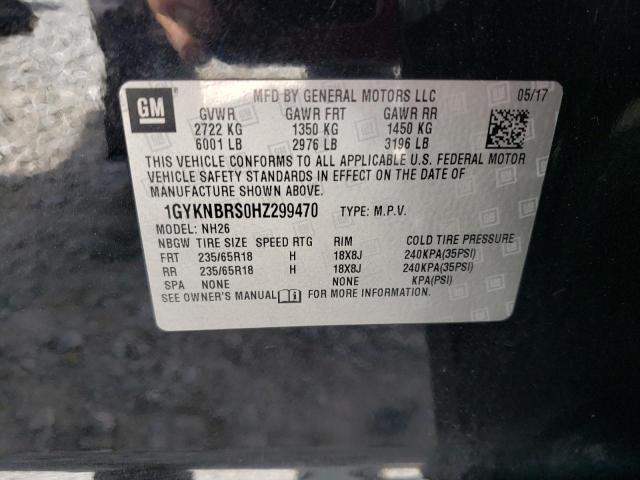 GM
MFD BY GENERAL MOTORS LLC 05/17
GVWR GAWR FRT GAWR RR
2722 KG 1350 KG 1450 KG
6001 LB 2976 LB 3196 LB
THIS VEHICLE CONFORMS TO ALL APPLICABLE U.S. FEDERAL MOTOR
VEHICLE SAFETY STANDARDS IN EFFECT ON THE DATE OF
MANUFACTURE SHOWN ABOVE.
1GYKNBRS0HZ299470 TYPE: M.P.V.
MODEL: NH26
NBGW TIRE SIZE SPEED RTG RIM COLD TIRE PRESSURE
FRT 235/65R18 H 18X8J 240KPA(35PSI)
RR 235/65R18 H 18X8J 240KPA(35PSI)
SPA NONE NONE KPA(PSI)
SEE OWNER'S MANUAL FOR MORE INFORMATION.